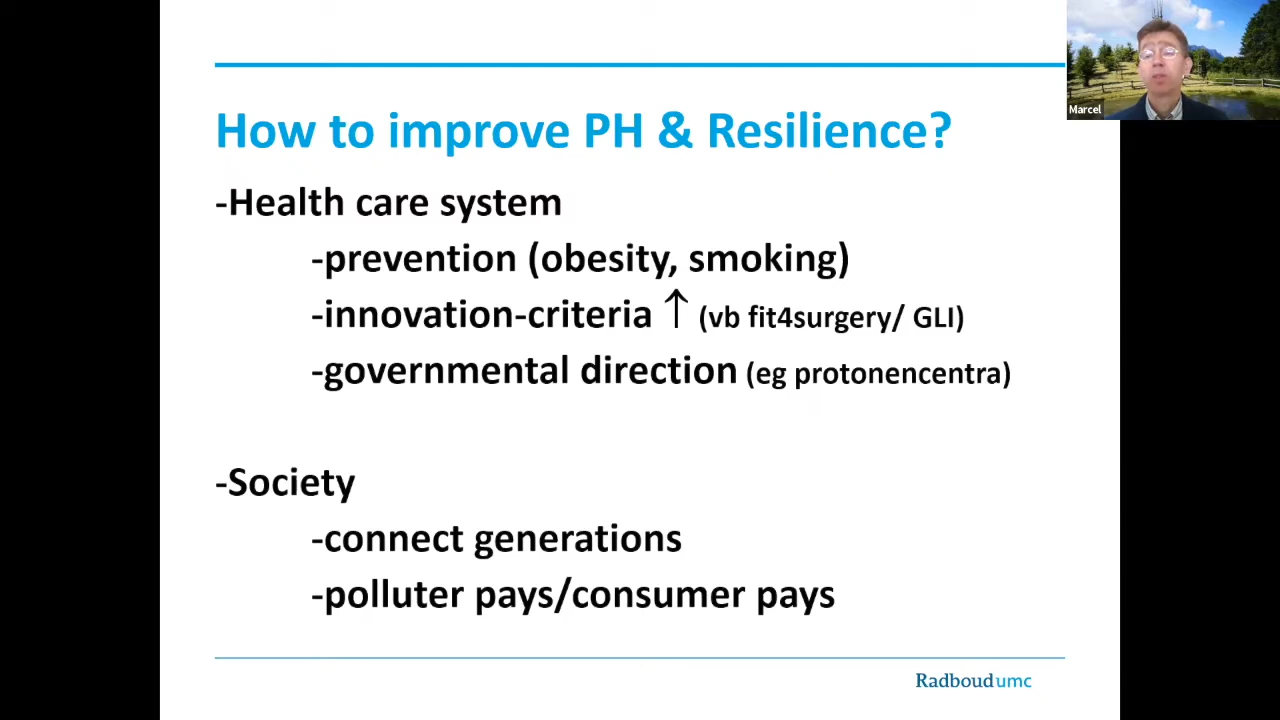 Marcel
How to improve PH & Resilience?
-Health care system
-prevention (obesity, smoking)
-innovation-criteria ↑ (vb fit4surgery/ GLI)
-governmental direction (eg protonencentra)
-Society
-connect generations
-polluter pays/consumer pays
Radboudumc